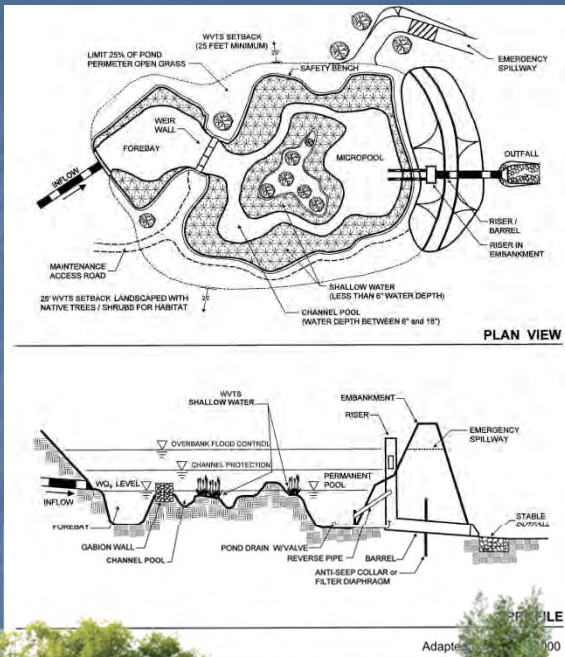 WVTS SETBACK
(25 FEET MINIMUM)
25'
LIMIT 25% OF POND
PERIMETER OPEN GRASS
SAFETY BENCH
EMERGENCY
SPILLWAY
WEIR
WALL
FOREBAY
MICROPOOL
OUTFALL
INFLOW
RISER /
BARREL
RISER IN
EMBANKMENT
MAINTENANCE
ACCESS ROAD
SHALLOW WATER
(LESS THAN 6" WATER DEPTH)
25' WVTS SETBACK LANDSCAPED WITH
NATIVE TREES / SHRUBS FOR HABITAT
25'
CHANNEL POOL
(WATER DEPTH BETWEEN 6" and 18")
PLAN VIEW
WVTS
SHALLOW WATER
EMBANKMENT
RISER
EMERGENCY
SPILLWAY
OVERBANK FLOOD CONTROL
CHANNEL PROTECTION
WQv LEVEL
PERMANENT
POOL
INFLOW
FOREBAY
GABION WALL
CHANNEL POOL
POND DRAIN W/VALVE
REVERSE PIPE
BARREL
STABLE
OUTFALL
ANTI-SEEP COLLAR or
FILTER DIAPHRAGM